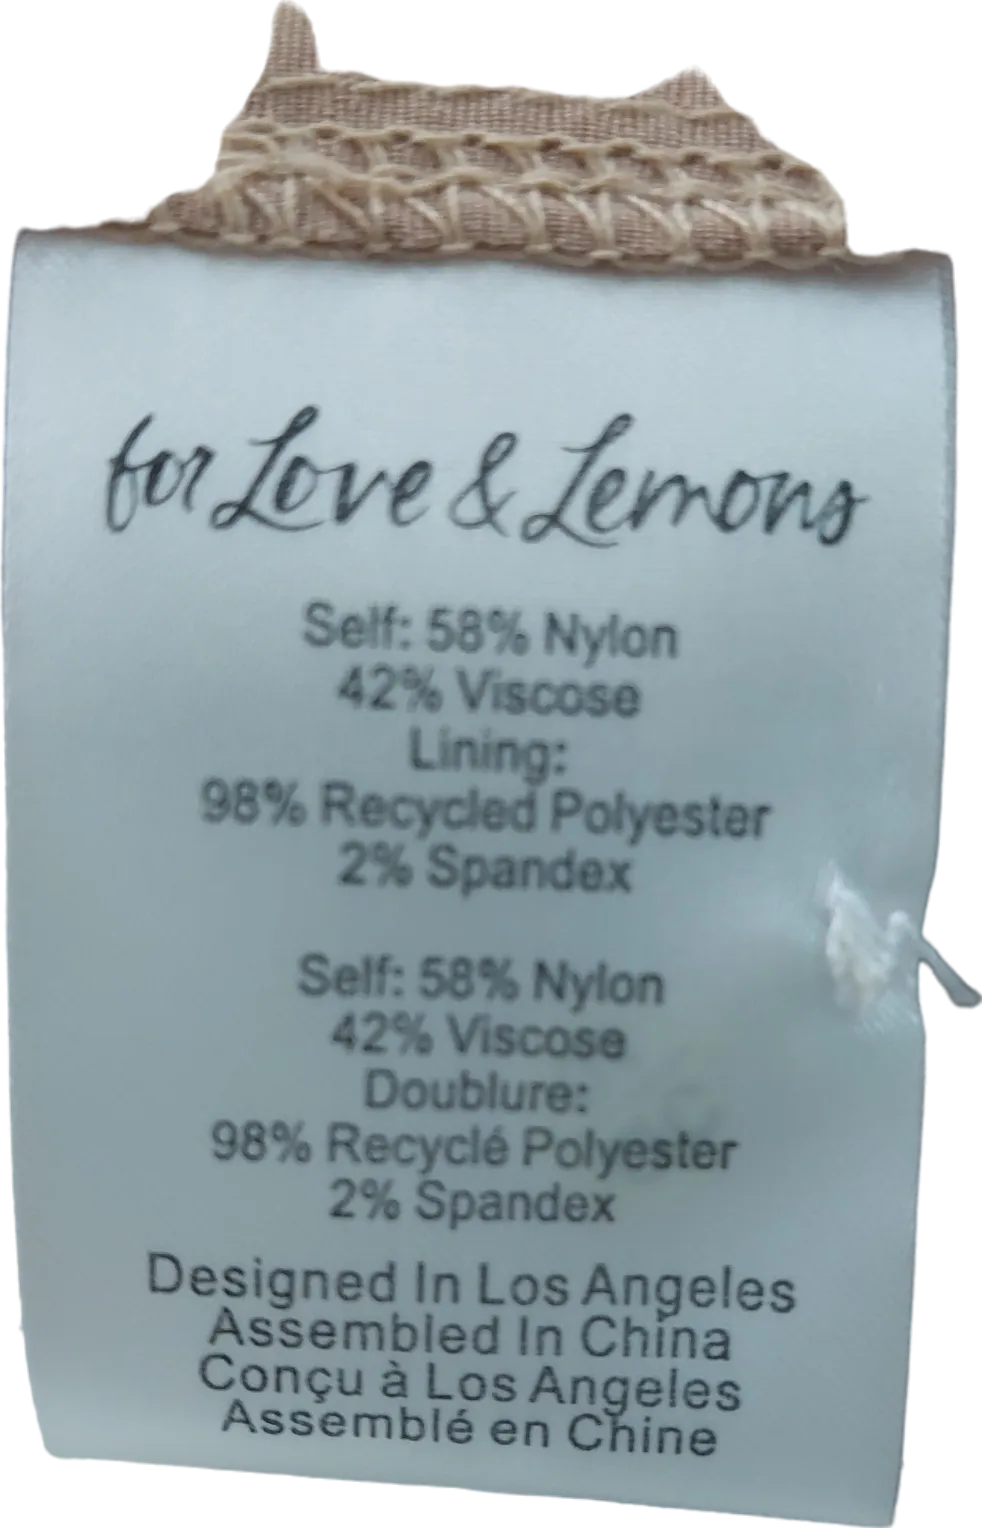 for Love & Lemons
Self: 58% Nylon
42% Viscose
Lining:
98% Recycled Polyester
2% Spandex
Self: 58% Nylon
42% Viscose
Doublure:
98% Recyclé Polyester
2% Spandex
Designed In Los Angeles
Assembled In China
Conçu à Los Angeles
Assemblé en Chine